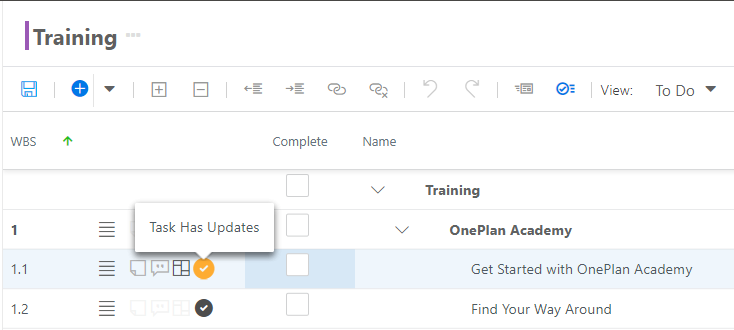 Training
View: To Do
WBS Complete Name
Training
Task Has Updates
1 OnePlan Academy
1.1 Get Started with OnePlan Academy
1.2 Find Your Way Around